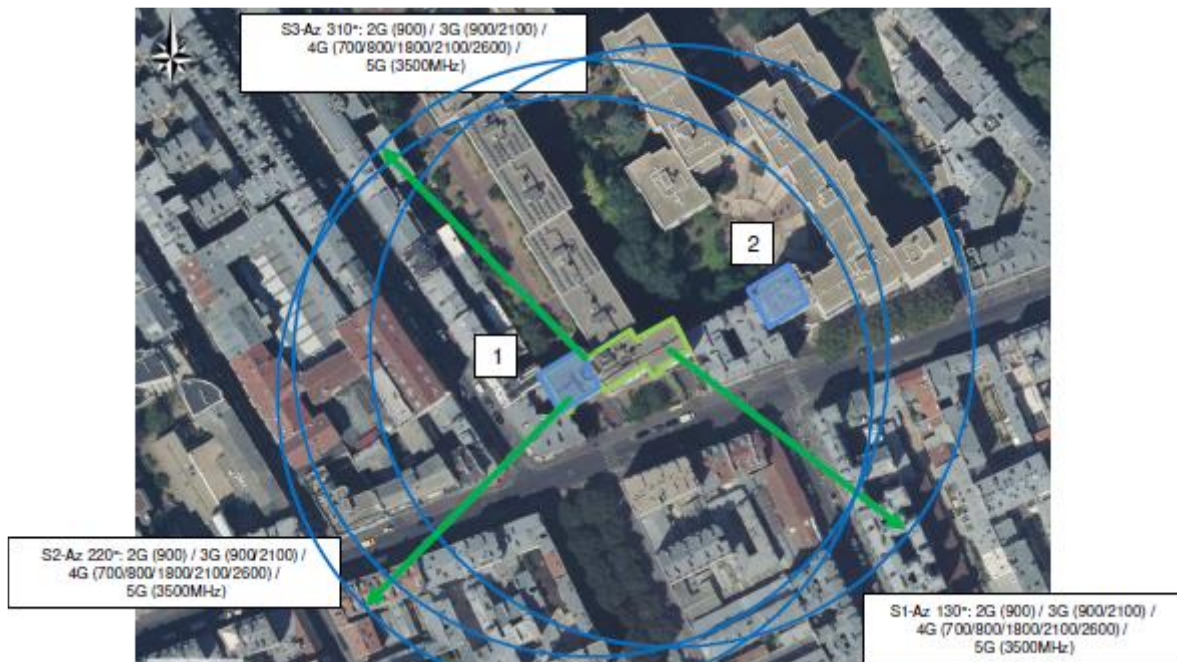 S3-Az 310°: 2G (900) / 3G (900/2100) /
4G (700/800/1800/2100/2600) /
5G (3500MHz)
2
1
S2-Az 220°: 2G (900) / 3G (900/2100) /
4G (700/800/1800/2100/2600) /
5G (3500MHz)
S1-Az 130°: 2G (900) / 3G (900/2100) /
4G (700/800/1800/2100/2600) /
5G (3500MHz)